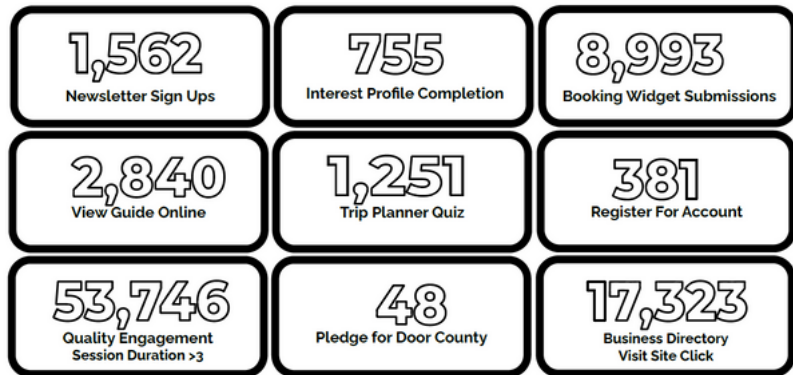 1,562
Newsletter Sign Ups
755
Interest Profile Completion
8,993
Booking Widget Submissions
2,840
View Guide Online
1,251
Trip Planner Quiz
381
Register For Account
53,746
Quality Engagement
Session Duration >3
48
Pledge for Door County
17,323
Business Directory
Visit Site Click